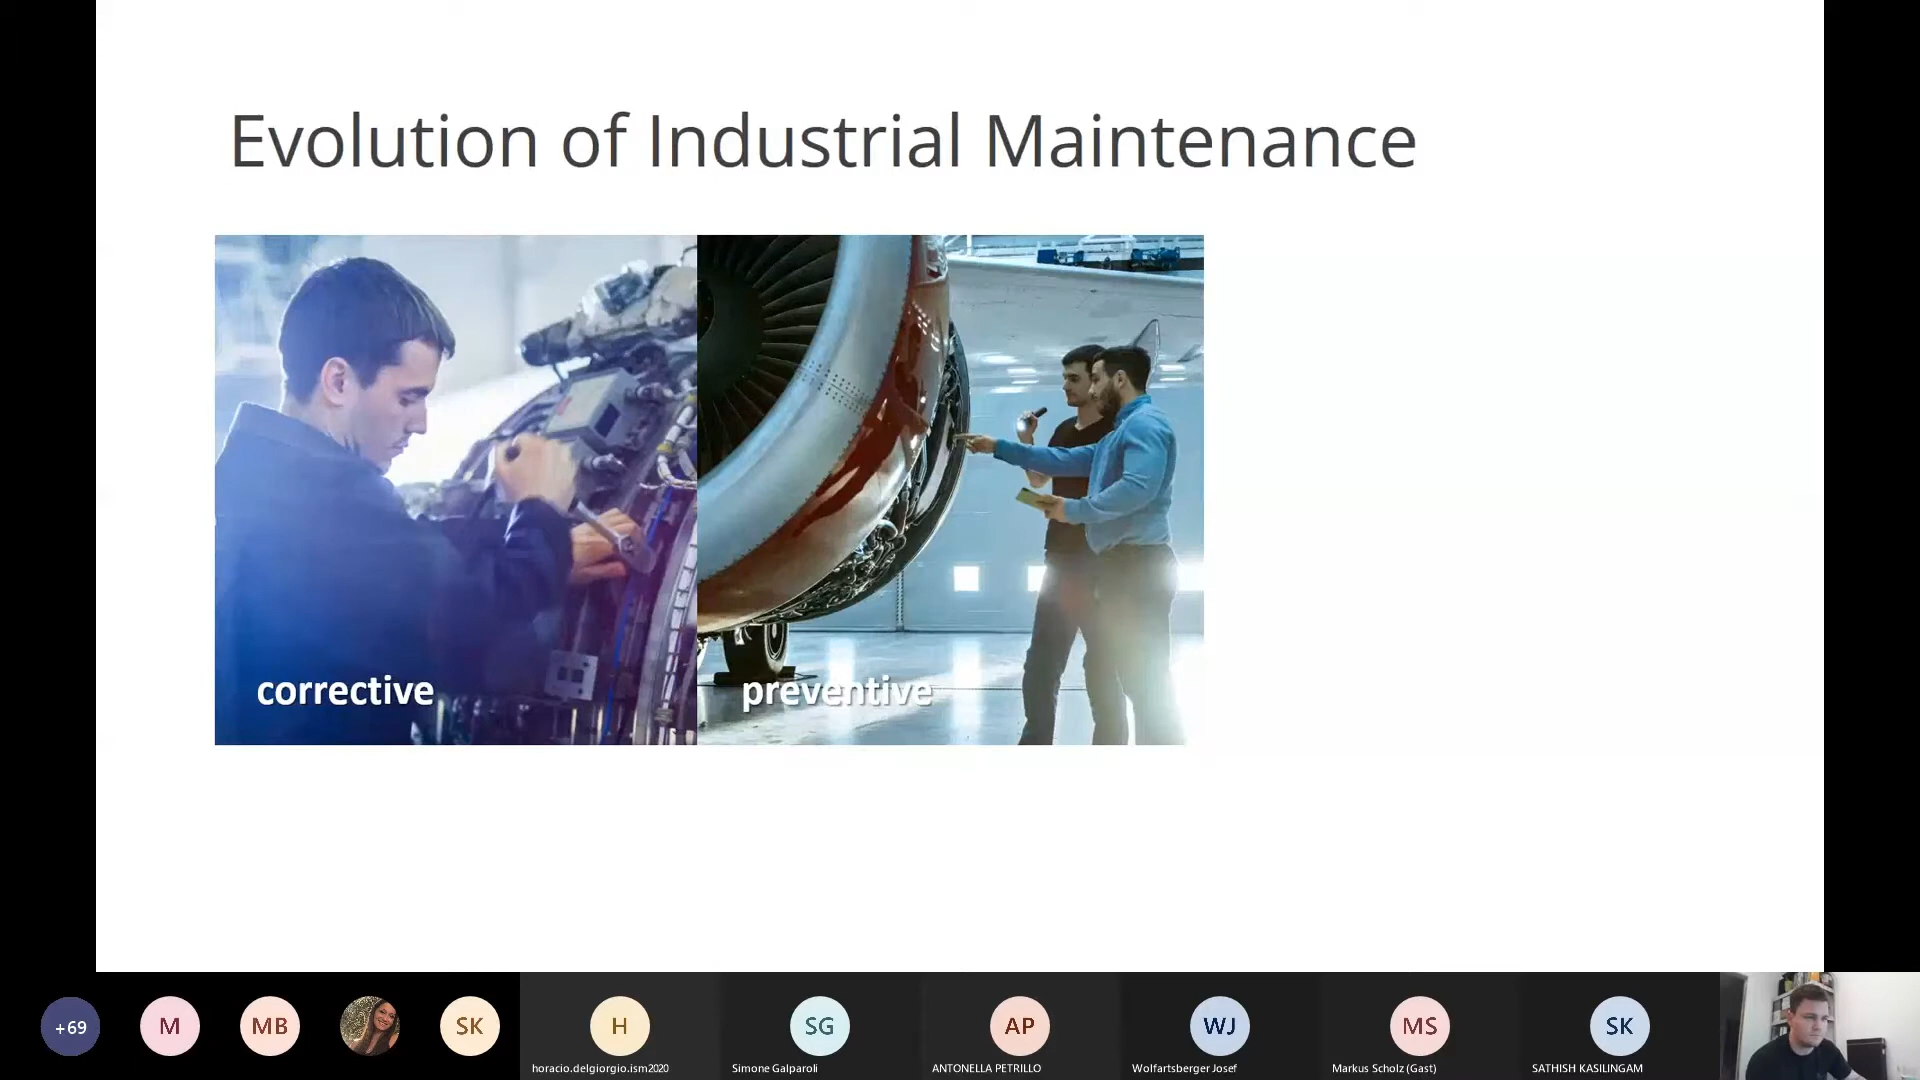 Evolution of Industrial Maintenance
corrective
preventive
+69
M
MB
SK
H
SG
AP
WJ
MS
SK
horacio.delgiorgio.ism2020
Simone Galparoli
ANTONELLA PETRILLO
Wolfartsberger Josef
Markus Scholz (Gast)
SATHISH KASILINGAM